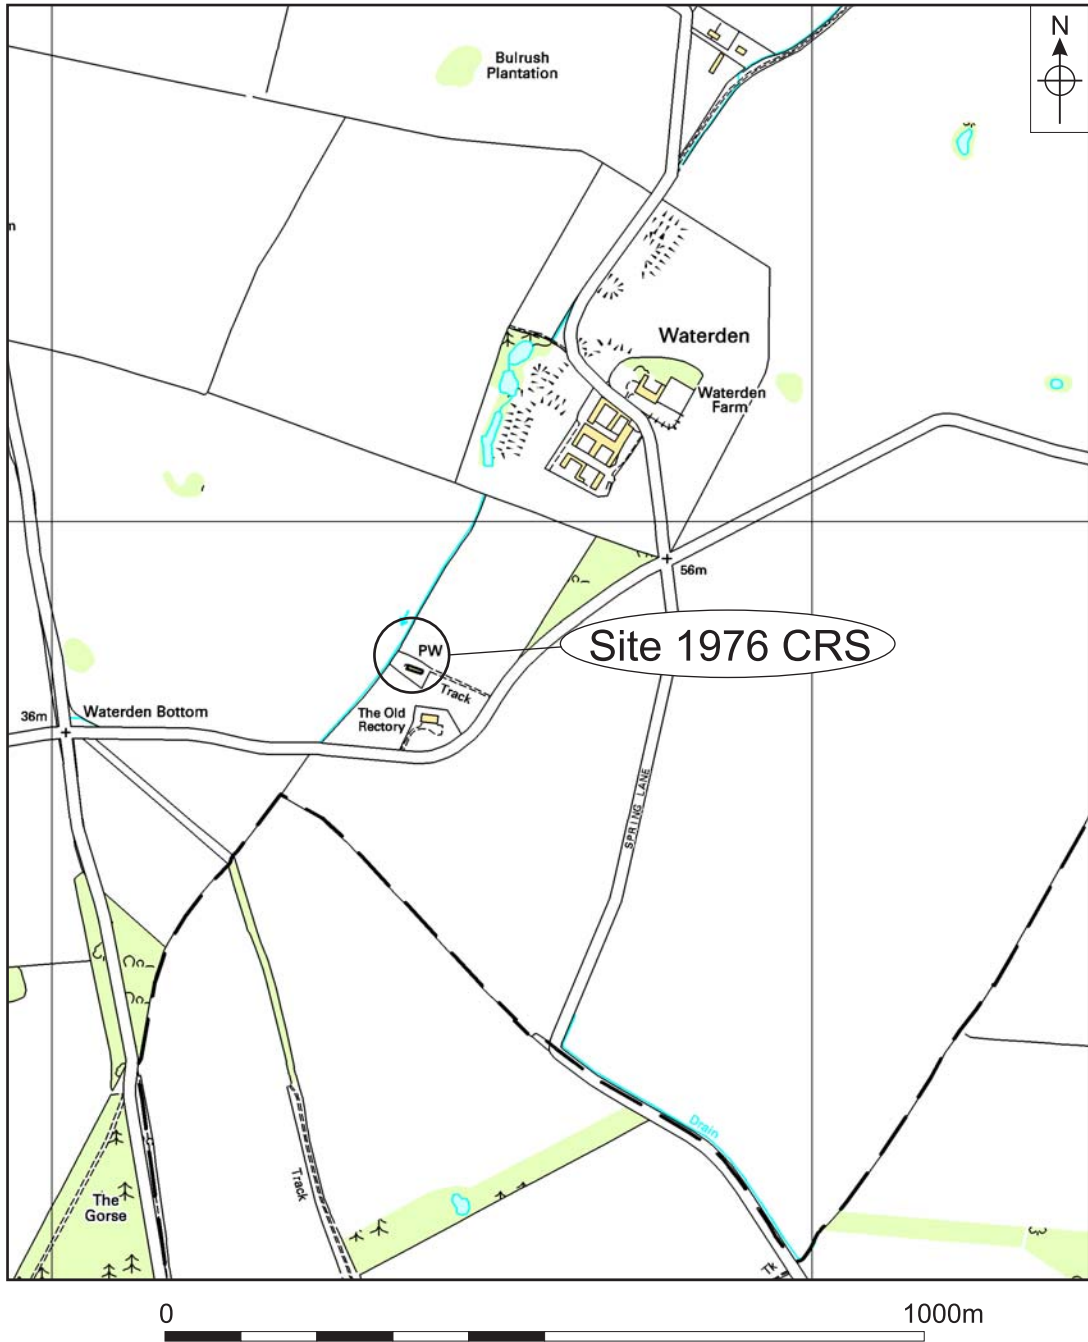 N
Bulrush
Plantation
n
Waterden
Waterden
Farm
56m
Site 1976 CRS
PW
Track
The Old
Rectory
36m
Waterden Bottom
SPRING LANE
Drain
Track
The
Gorse
Tk
0
1000m